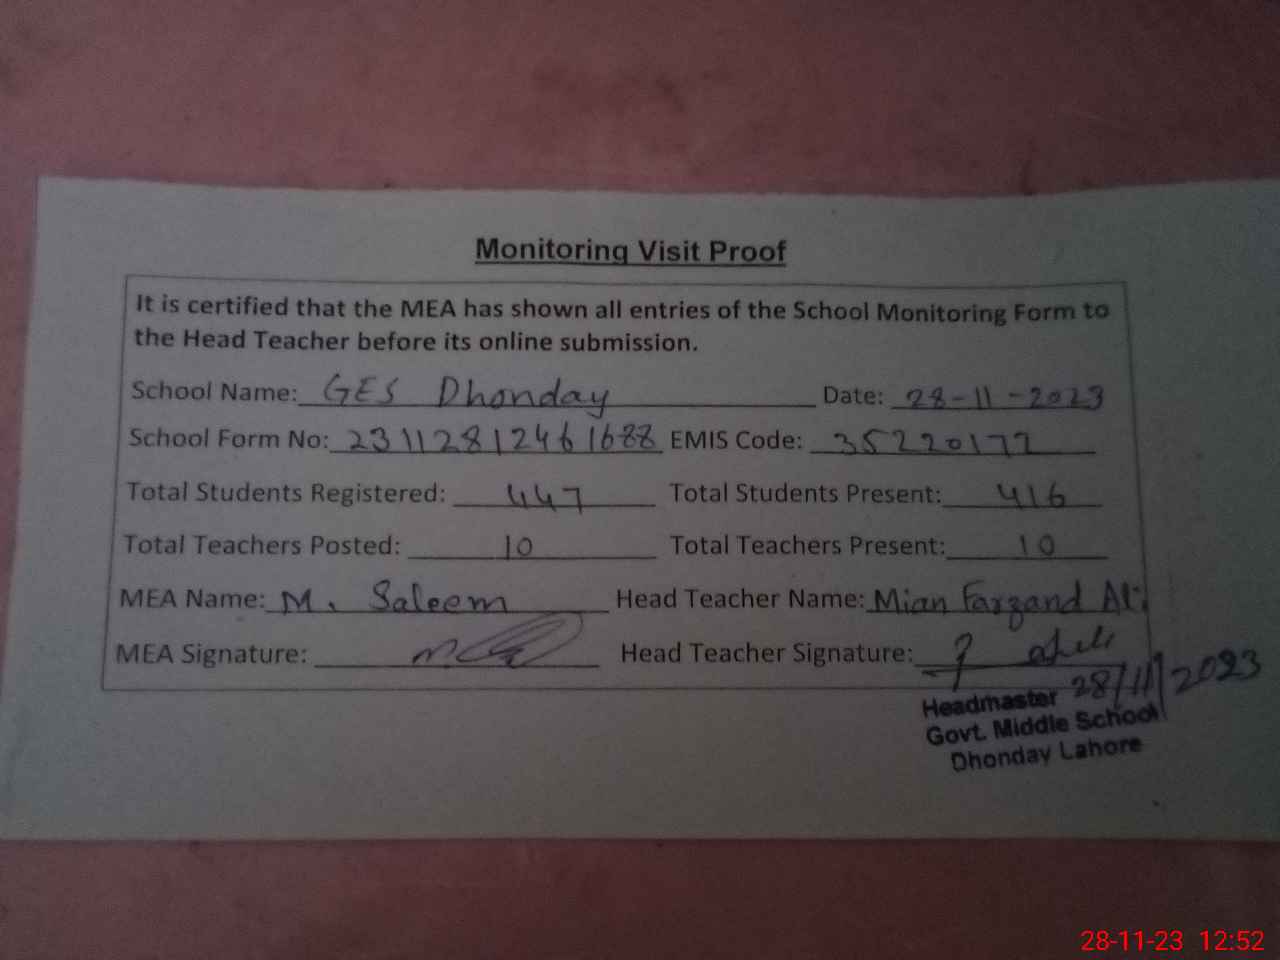 Monitoring Visit Proof
It is certified that the MEA has shown all entries of the School Monitoring Form to
the Head Teacher before its online submission.
School Name: GES Dhonday Date: 28-11-2023
School Form No: 23112812461688 EMIS Code: 35220177
Total Students Registered: 447 Total Students Present: 416
Total Teachers Posted: 10 Total Teachers Present: 10
MEA Name: M. Saleem Head Teacher Name: Mian Farzand Ali
MEA Signature: Head Teacher Signature:
28/11/2023
Headmaster
Govt. Middle School
Dhonday Lahore
28-11-23 12:52